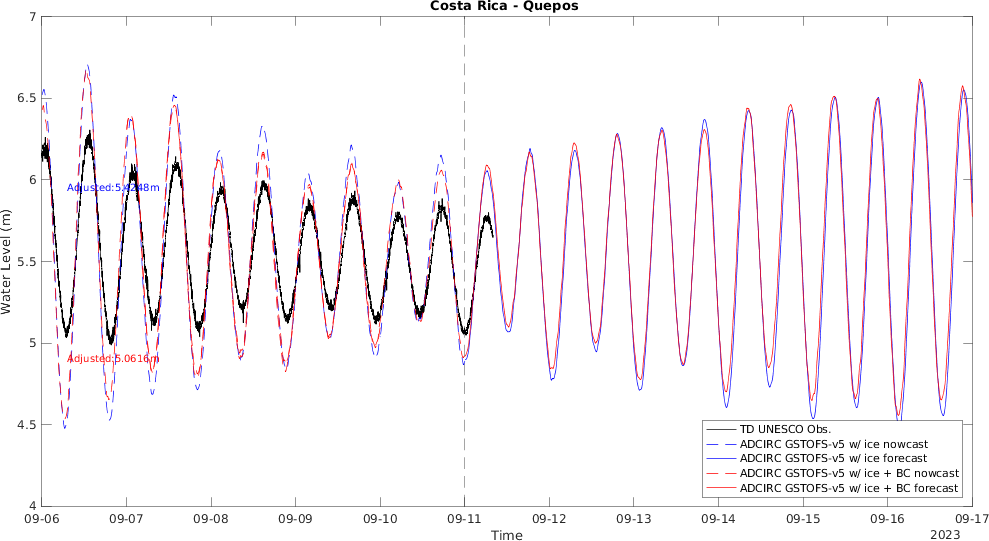 Costa Rica - Quepos
7
6.5
6
5.5
5
4.5
4
Water Level (m)
Adjusted:5.4248m
Adjusted:5.0616m
TD UNESCO Obs.
ADCIRC GSTOFS-v5 w/ ice nowcast
ADCIRC GSTOFS-v5 w/ ice forecast
ADCIRC GSTOFS-v5 w/ ice + BC nowcast
ADCIRC GSTOFS-v5 w/ ice + BC forecast
09-06 09-07 09-08 09-09 09-10 09-11 09-12 09-13 09-14 09-15 09-16 09-17
Time
2023